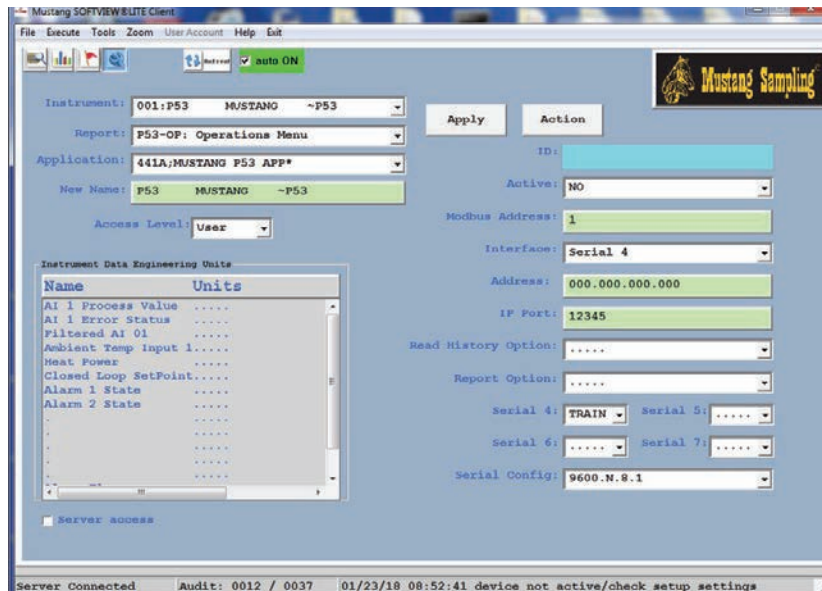 Mustang SOFTVIEW®LITE Client
File Execute Tools Zoom User Account Help Exit
auto ON
Mustang Sampling
Instrument: 001:P53 MUSTANG ~P53
Report: P53-OP: Operations Menu
Application: 441A;MUSTANG P53 APP*
New Name: P53 MUSTANG ~P53
Access Level: User
Instrument Data Engineering Units
Name Units
AI 1 Process Value .....
AI 1 Error Status .....
Filtered AI 01 .....
Ambient Temp Input 1.....
Heat Power .....
Closed Loop SetPoint.....
Alarm 1 State .....
Alarm 2 State .....
. .....
. .....
. .....
. .....
Server access
Apply Action
ID:
Active: NO
Modbus Address: 1
Interface: Serial 4
Address: 000.000.000.000
IP Port: 12345
Read History Option: .....
Report Option: .....
Serial 4: TRAIN Serial 5: .....
Serial 6: ..... Serial 7: .....
Serial Config: 9600.N.8.1
Server Connected Audit: 0012 / 0037 01/23/18 08:52:41 device not active/check setup settings